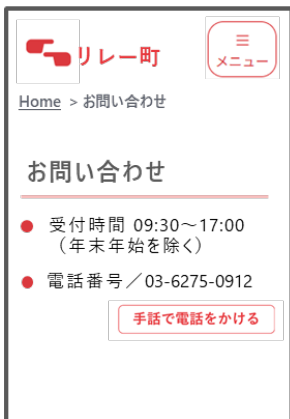 リレー町
≡
メニュー
Home > お問い合わせ
お問い合わせ
● 受付時間 09:30～17:00
（年末年始を除く）
● 電話番号／03-6275-0912
手話で電話をかける